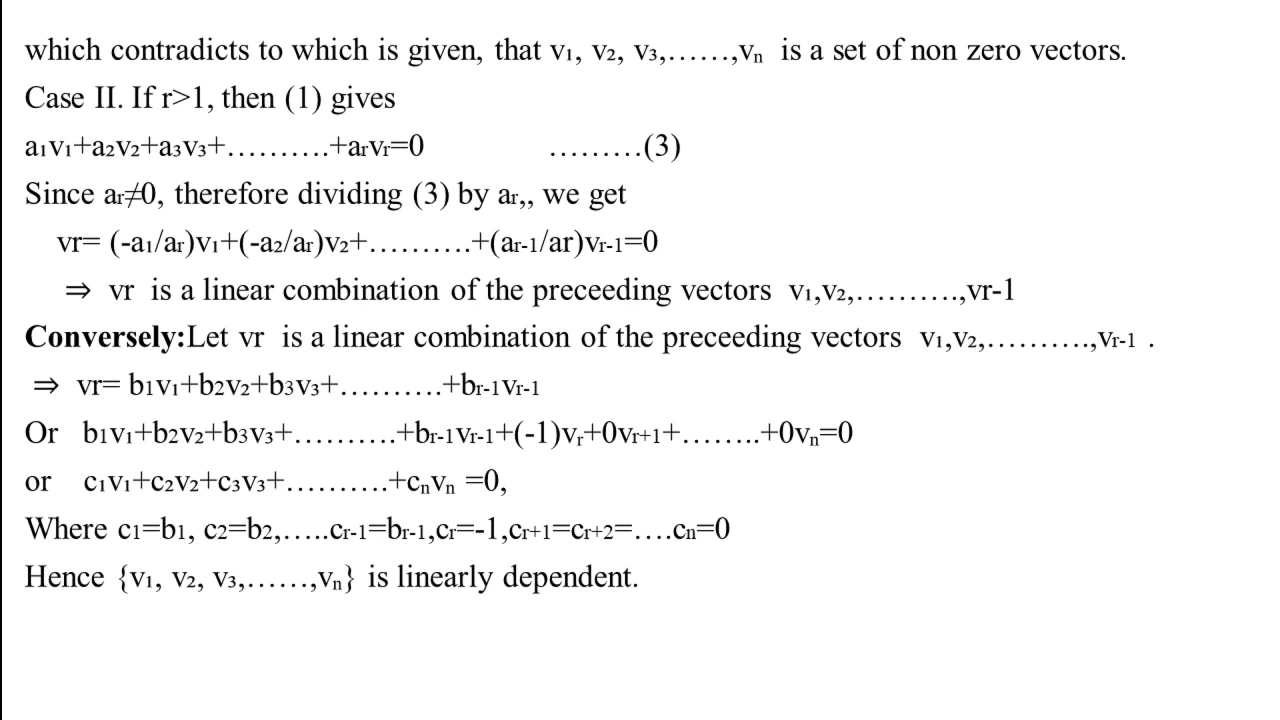 which contradicts to which is given, that v₁, v₂, v₃,……,vₙ is a set of non zero vectors.
Case II. If r>1, then (1) gives
a₁v₁+a₂v₂+a₃v₃+……….+aᵣvᵣ=0 ………(3)
Since aᵣ≠0, therefore dividing (3) by aᵣ,, we get
vr= (-a₁/aᵣ)v₁+(-a₂/aᵣ)v₂+……….+(aᵣ₋₁/ar)vᵣ₋₁=0
⇒ vr is a linear combination of the preceeding vectors v₁,v₂,……….,vr-1
Conversely:Let vr is a linear combination of the preceeding vectors v₁,v₂,……….,vᵣ₋₁ .
⇒ vr= b₁v₁+b₂v₂+b₃v₃+……….+bᵣ₋₁vᵣ₋₁
Or b₁v₁+b₂v₂+b₃v₃+……….+bᵣ₋₁vᵣ₋₁+(-1)vᵣ+0vᵣ₊₁+……..+0vₙ=0
or c₁v₁+c₂v₂+c₃v₃+……….+cₙvₙ =0,
Where c₁=b₁, c₂=b₂,…..cᵣ₋₁=bᵣ₋₁,cᵣ=-1,cᵣ₊₁=cᵣ₊₂=….cₙ=0
Hence {v₁, v₂, v₃,……,vₙ} is linearly dependent.